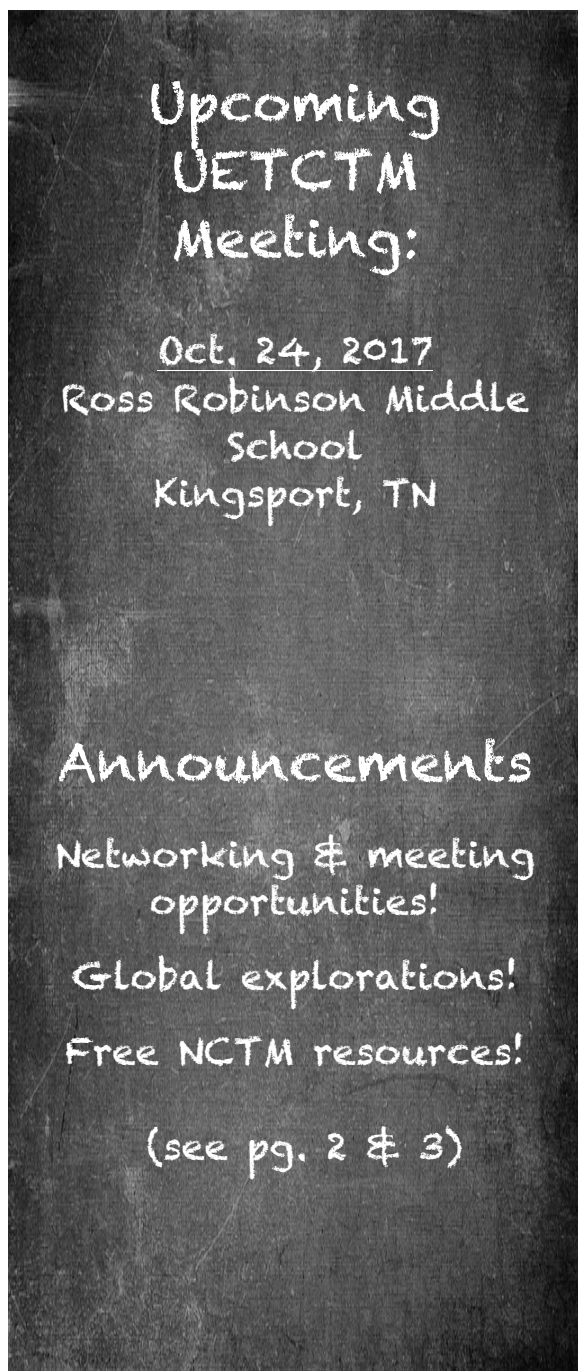 Upcoming
UETCTM
Meeting:
Oct. 24, 2017
Ross Robinson Middle
School
Kingsport, TN
Announcements
Networking & meeting
opportunities!
Global explorations!
Free NCTM resources!
(see pg. 2 & 3)